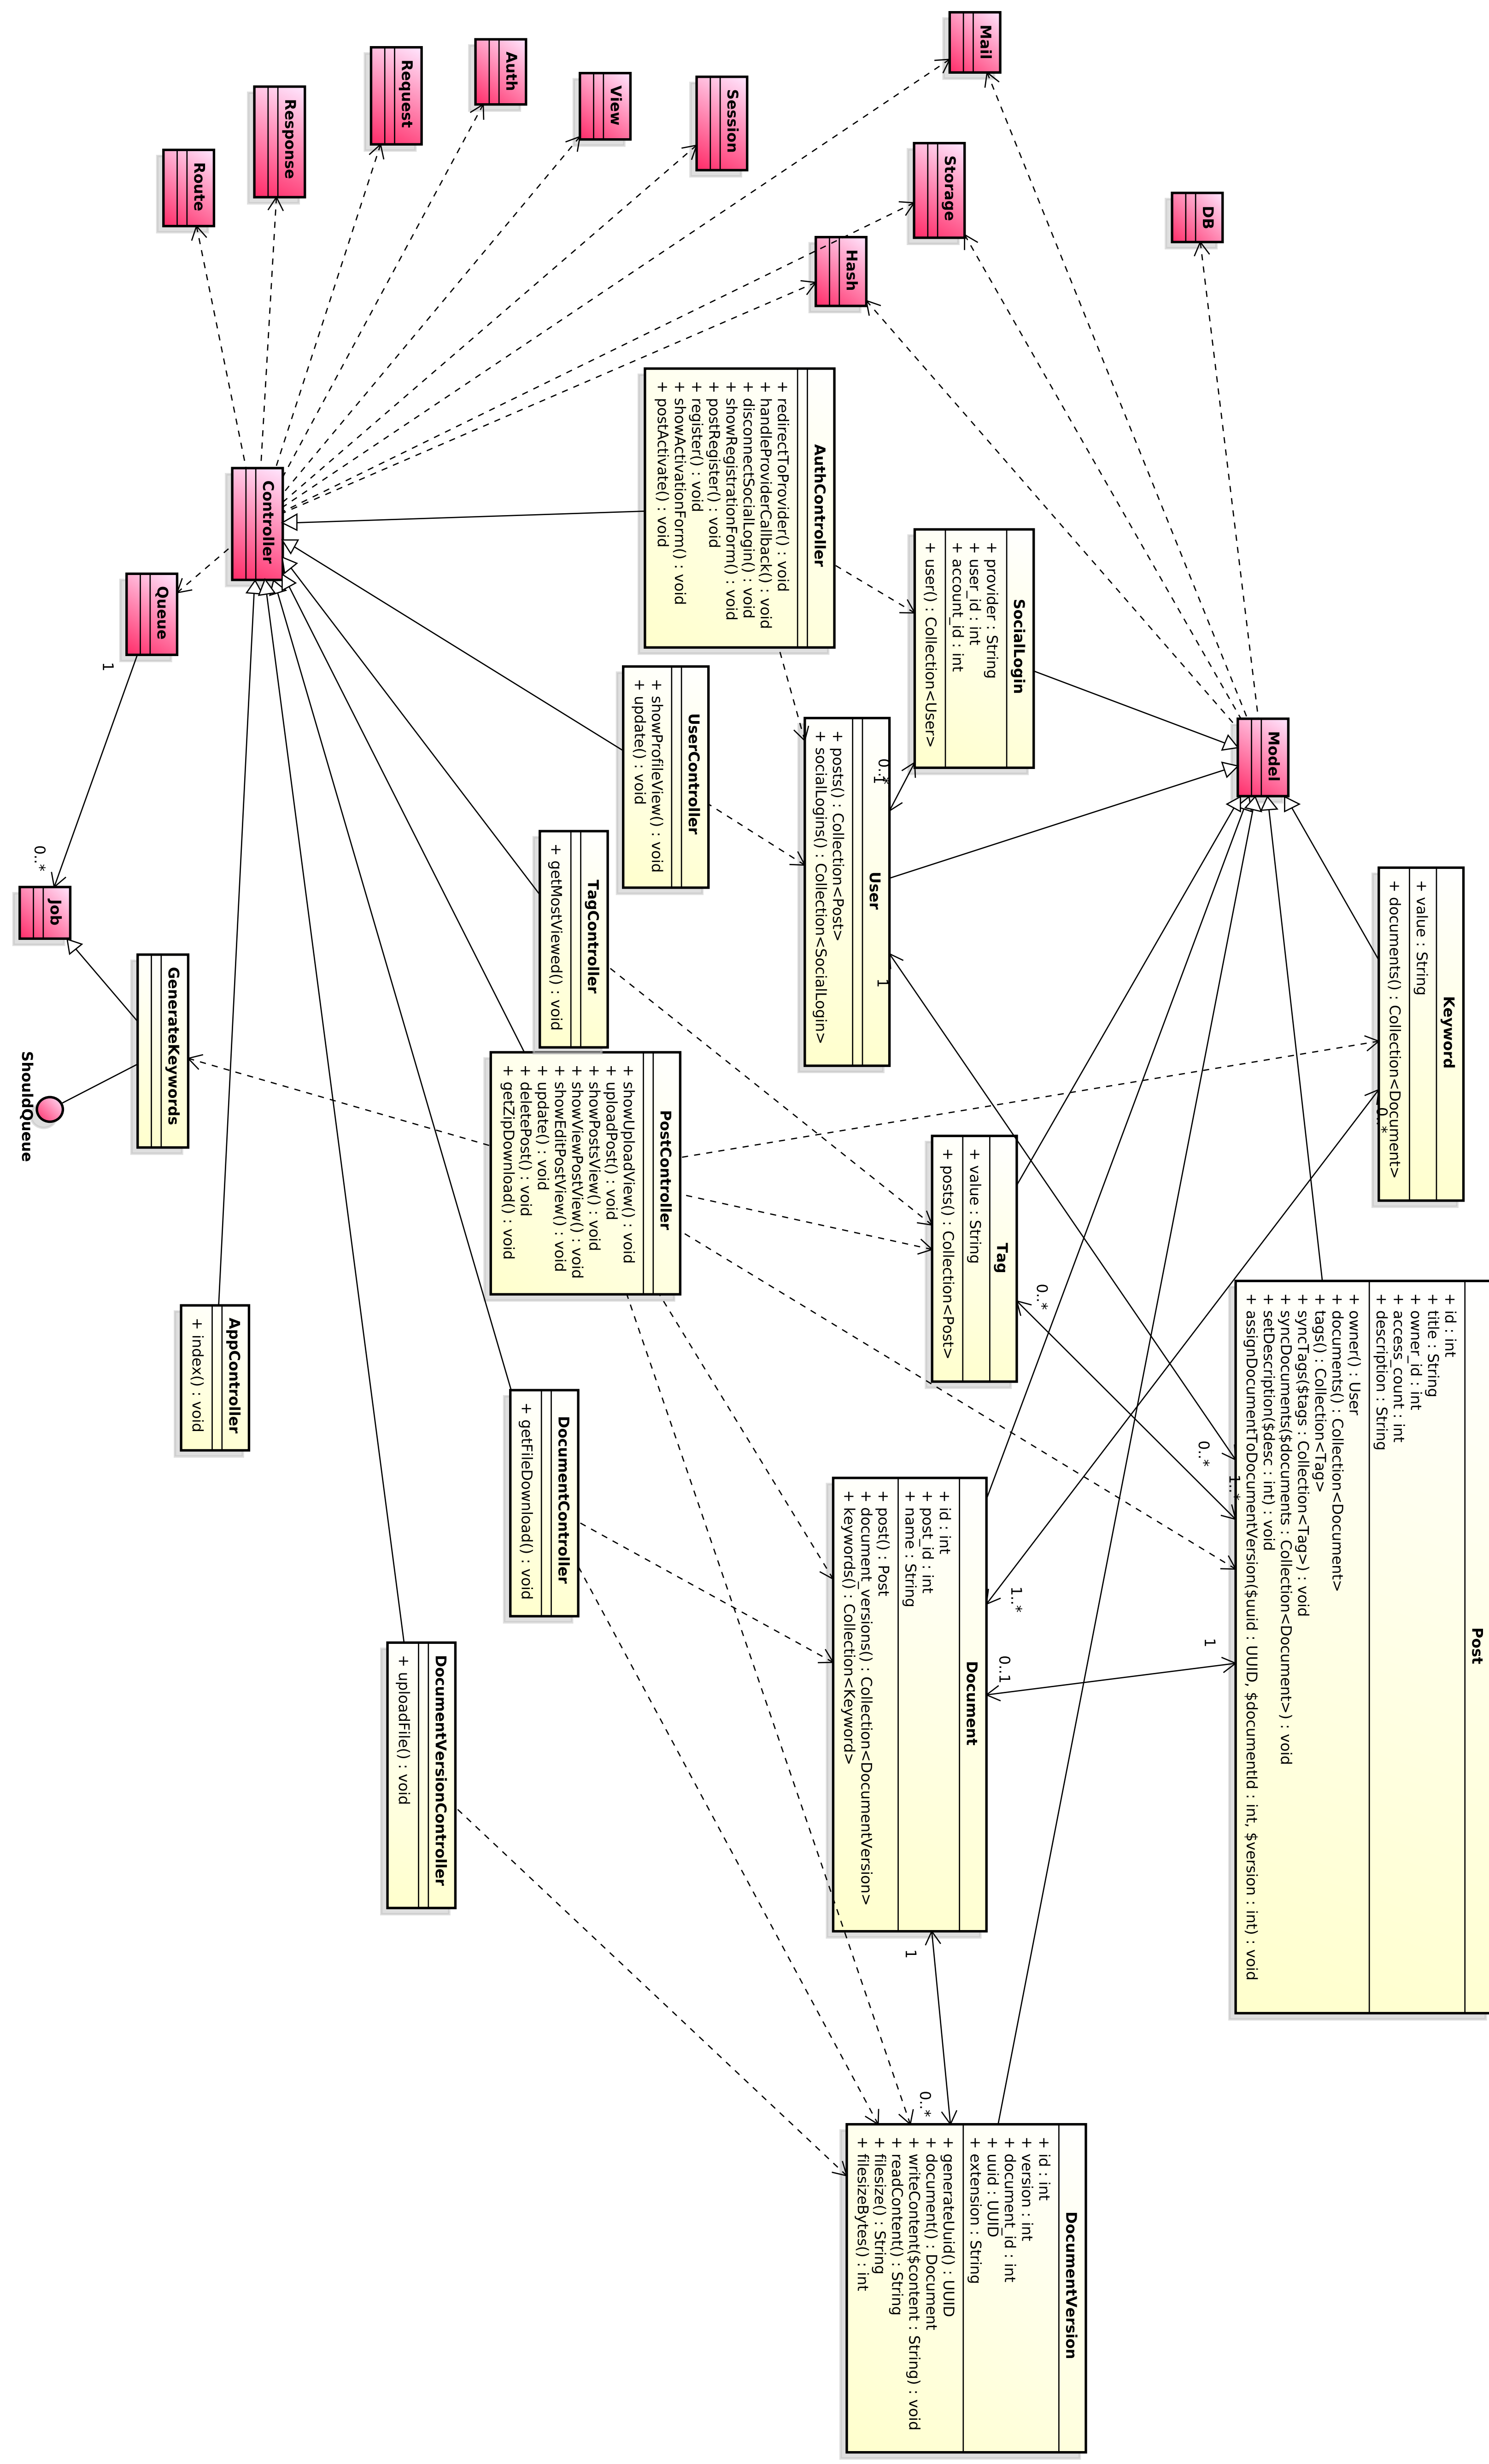 Post
+ id : int
+ title : String
+ owner_id : int
+ access_count : int
+ description : String
+ owner() : User
+ documents() : Collection<Document>
+ tags() : Collection<Tag>
+ syncTags($tags : Collection<Tag>) : void
+ syncDocuments($documents : Collection<Document>) : void
+ setDescription($desc : int) : void
+ assignDocumentToDocumentVersion($uuid : UUID, $documentId : int, $version : int) : void
Keyword
+ value : String
+ documents() : Collection<Document>
0..*
Model
DB
1..*
0..*
1
Mail
Storage
Hash
SocialLogin
+ provider : String
+ user_id : int
+ account_id : int
+ user() : Collection<User>
0..*
1
User
+ posts() : Collection<Post>
+ socialLogins() : Collection<SocialLogin>
1
Tag
+ value : String
+ posts() : Collection<Post>
0..*
Document
+ id : int
+ post_id : int
+ name : String
+ post() : Post
+ document_versions() : Collection<DocumentVersion>
+ keywords() : Collection<Keyword>
1..*
0..1
1
0..*
DocumentVersion
+ id : int
+ version : int
+ document_id : int
+ uuid : UUID
+ extension : String
+ generateUuid() : UUID
+ document() : Document
+ writeContent($content : String) : void
+ readContent() : String
+ filesize() : String
+ filesizeBytes() : int
Session
View
Auth
Request
Response
Route
AuthController
+ redirectToProvider() : void
+ handleProviderCallback() : void
+ disconnectSocialLogin() : void
+ showRegistrationForm() : void
+ postRegister() : void
+ register() : void
+ showActivationForm() : void
+ postActivate() : void
UserController
+ showProfileView() : void
+ update() : void
TagController
+ getMostViewed() : void
PostController
+ showUploadView() : void
+ uploadPost() : void
+ showPostsView() : void
+ showViewPostView() : void
+ showEditPostView() : void
+ update() : void
+ deletePost() : void
+ getZipDownload() : void
DocumentController
+ getFileDownload() : void
DocumentVersionController
+ uploadFile() : void
Controller
AppController
+ index() : void
Queue
1
0..*
Job
GenerateKeywords
ShouldQueue